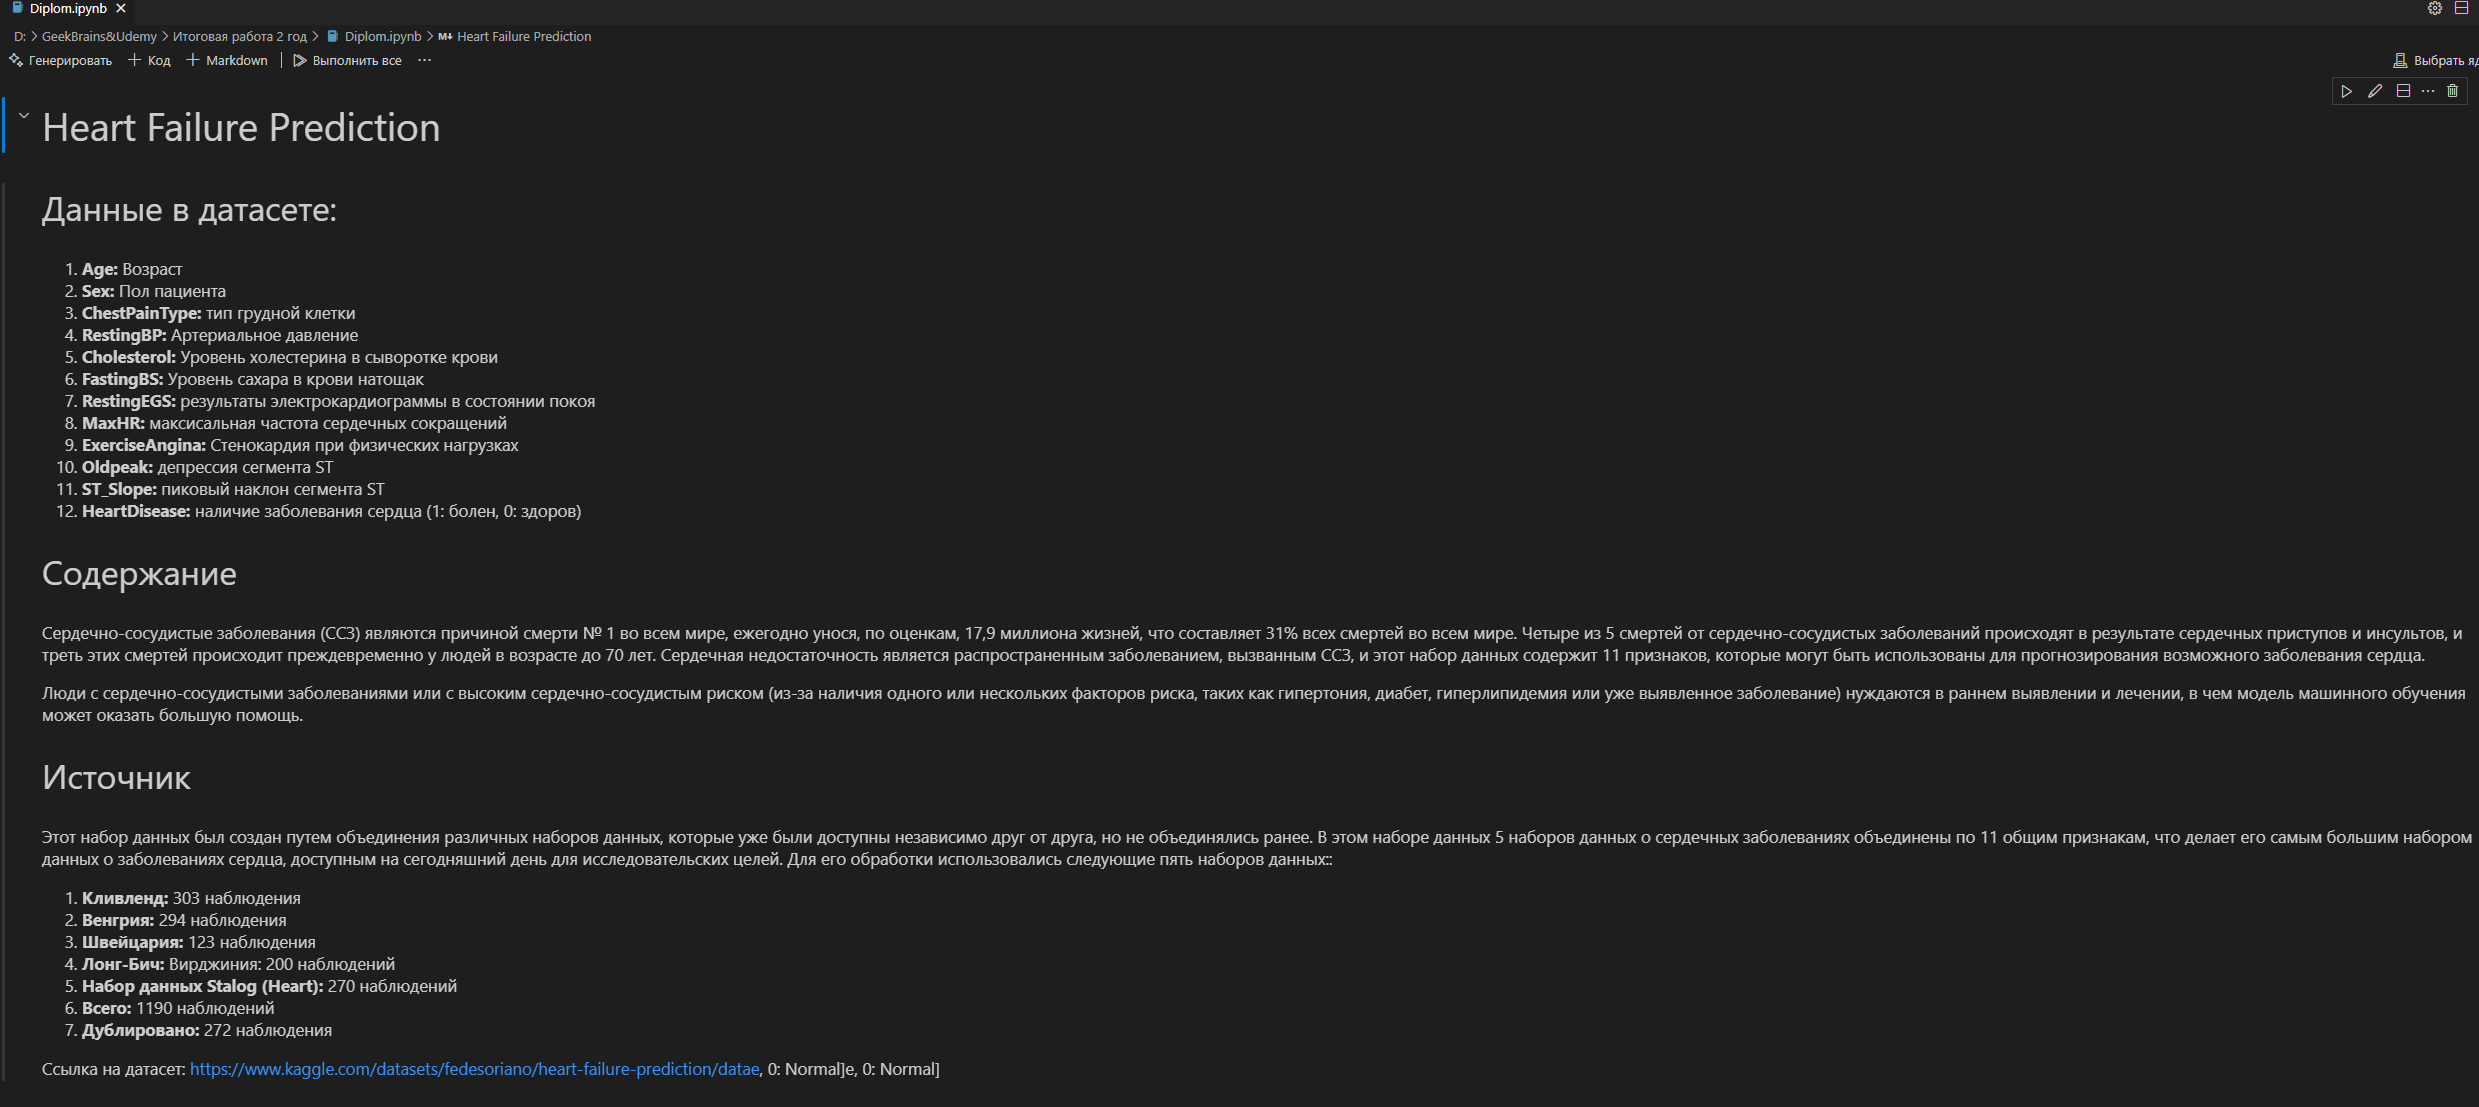 Diplom.ipynb
D: > GeekBrains&Udemy > Итоговая работа 2 год > Diplom.ipynb > M↓ Heart Failure Prediction
Генерировать + Код + Markdown | Выполнить все ...
Выбрать яд
Heart Failure Prediction
Данные в датасете:
1. Age: Возраст
2. Sex: Пол пациента
3. ChestPainType: тип грудной клетки
4. RestingBP: Артериальное давление
5. Cholesterol: Уровень холестерина в сыворотке крови
6. FastingBS: Уровень сахара в крови натощак
7. RestingEGS: результаты электрокардиограммы в состоянии покоя
8. MaxHR: максисальная частота сердечных сокращений
9. ExerciseAngina: Стенокардия при физических нагрузках
10. Oldpeak: депрессия сегмента ST
11. ST_Slope: пиковый наклон сегмента ST
12. HeartDisease: наличие заболевания сердца (1: болен, 0: здоров)
Содержание
Сердечно-сосудистые заболевания (ССЗ) являются причиной смерти № 1 во всем мире, ежегодно унося, по оценкам, 17,9 миллиона жизней, что составляет 31% всех смертей во всем мире. Четыре из 5 смертей от сердечно-сосудистых заболеваний происходят в результате сердечных приступов и инсультов, и
треть этих смертей происходит преждевременно у людей в возрасте до 70 лет. Сердечная недостаточность является распространенным заболеванием, вызванным ССЗ, и этот набор данных содержит 11 признаков, которые могут быть использованы для прогнозирования возможного заболевания сердца.
Люди с сердечно-сосудистыми заболеваниями или с высоким сердечно-сосудистым риском (из-за наличия одного или нескольких факторов риска, таких как гипертония, диабет, гиперлипидемия или уже выявленное заболевание) нуждаются в раннем выявлении и лечении, в чем модель машинного обучения
может оказать большую помощь.
Источник
Этот набор данных был создан путем объединения различных наборов данных, которые уже были доступны независимо друг от друга, но не объединялись ранее. В этом наборе данных 5 наборов данных о сердечных заболеваниях объединены по 11 общим признакам, что делает его самым большим набором
данных о заболеваниях сердца, доступным на сегодняшний день для исследовательских целей. Для его обработки использовались следующие пять наборов данных::
1. Кливленд: 303 наблюдения
2. Венгрия: 294 наблюдения
3. Швейцария: 123 наблюдения
4. Лонг-Бич: Вирджиния: 200 наблюдений
5. Набор данных Stalog (Heart): 270 наблюдений
6. Всего: 1190 наблюдений
7. Дублировано: 272 наблюдения
Ссылка на датасет: https://www.kaggle.com/datasets/fedesoriano/heart-failure-prediction/datae, 0: Normal]e, 0: Normal]